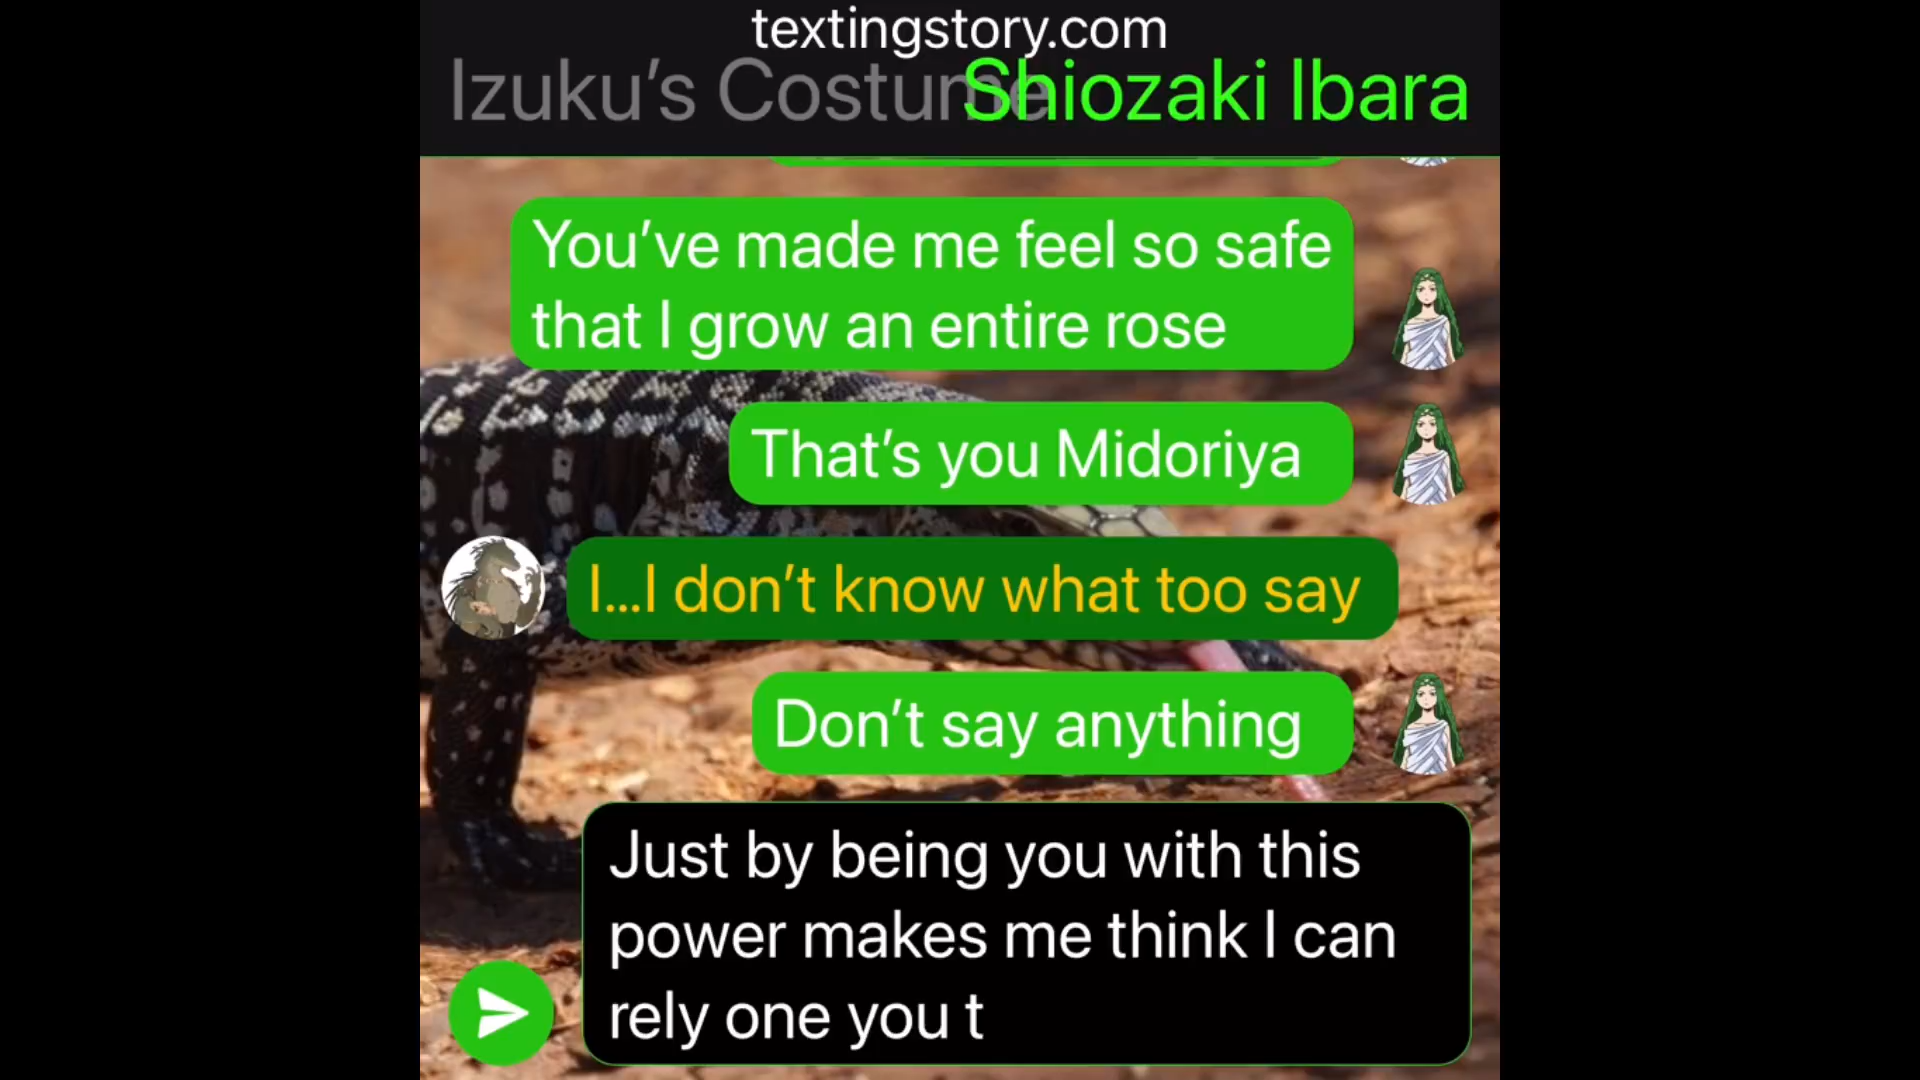 textingstory.com
Izuku’s Costume Shiozaki Ibara
You’ve made me feel so safe
that I grow an entire rose
That’s you Midoriya
I...I don’t know what too say
Don’t say anything
Just by being you with this
power makes me think I can
rely one you t